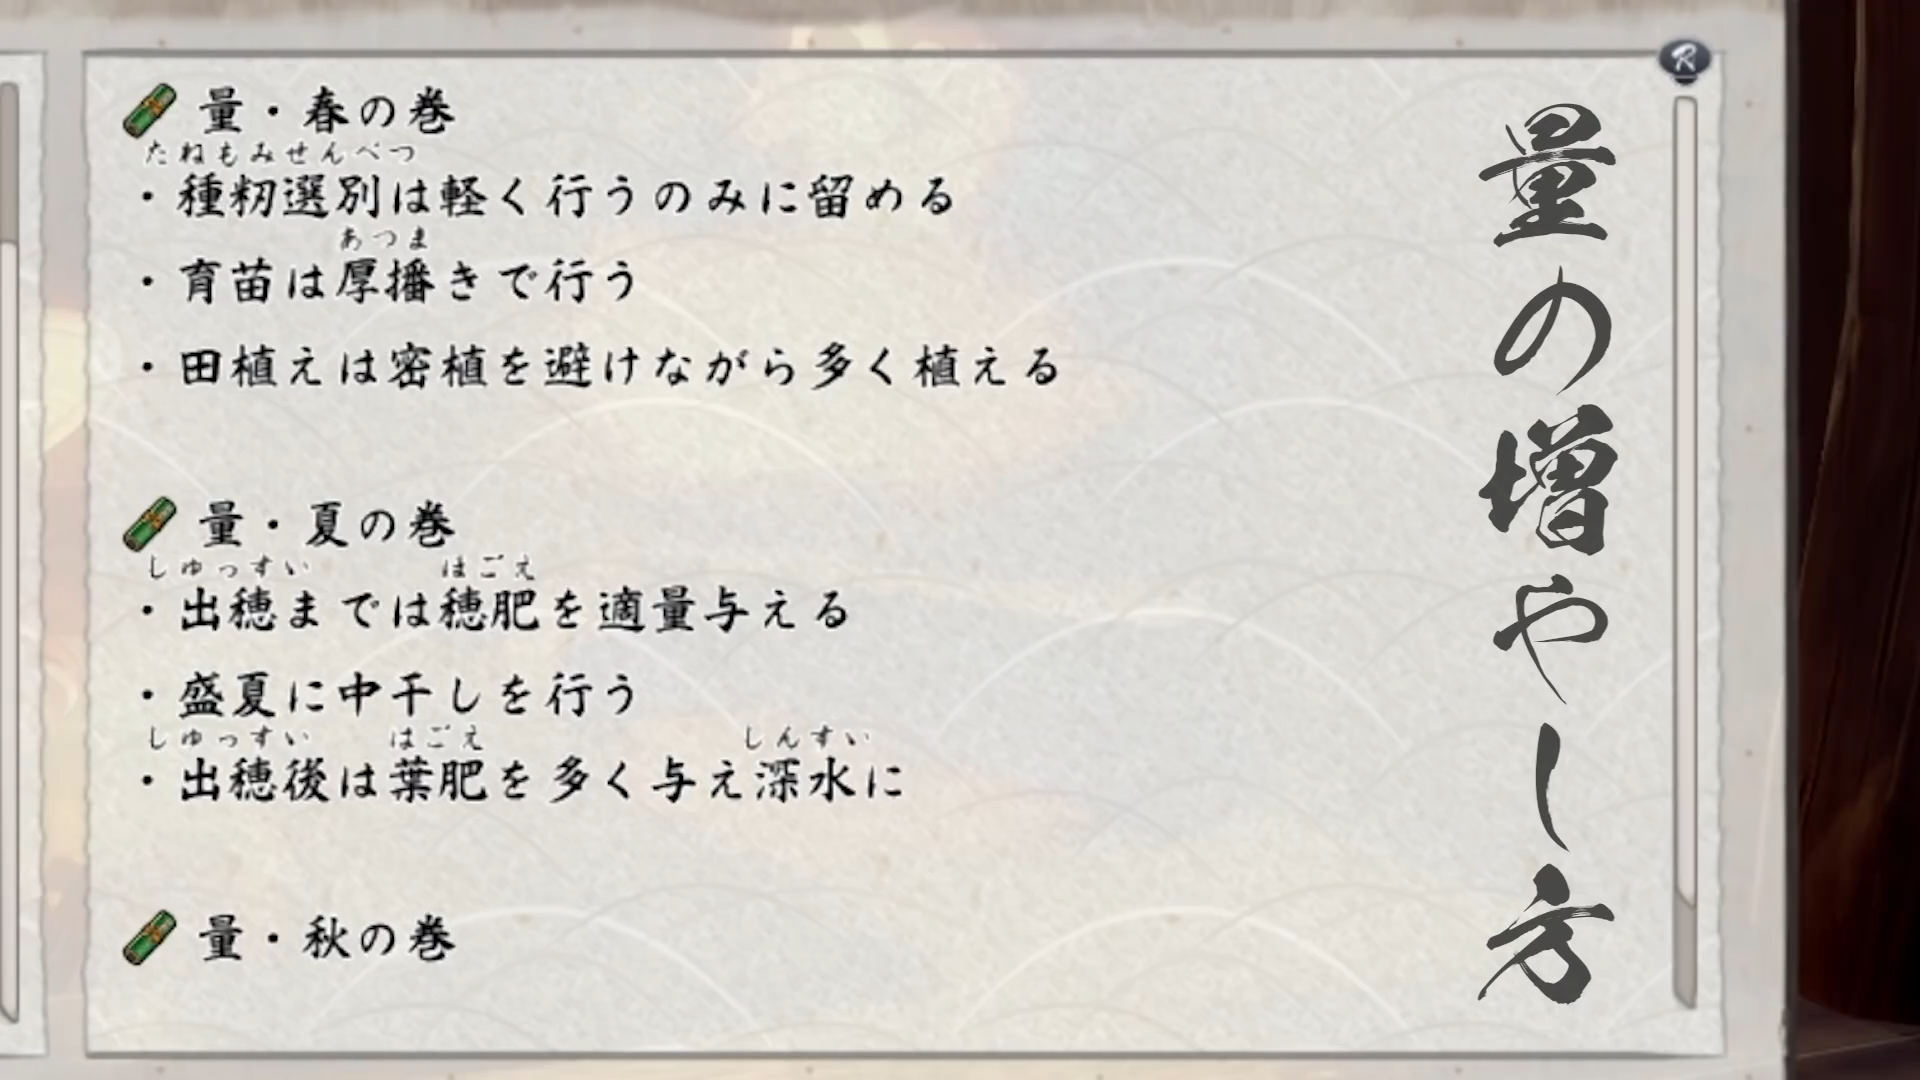 量の増やし方
量・春の巻
たねもみせんべつ
・種籾選別は軽く行うのみに留める
あつま
・育苗は厚播きで行う
・田植えは密植を避けながら多く植える
量・夏の巻
しゅっすい はごえ
・出穂までは穂肥を適量与える
・盛夏に中干しを行う
しゅっすい はごえ しんすい
・出穂後は葉肥を多く与え深水に
量・秋の巻
R